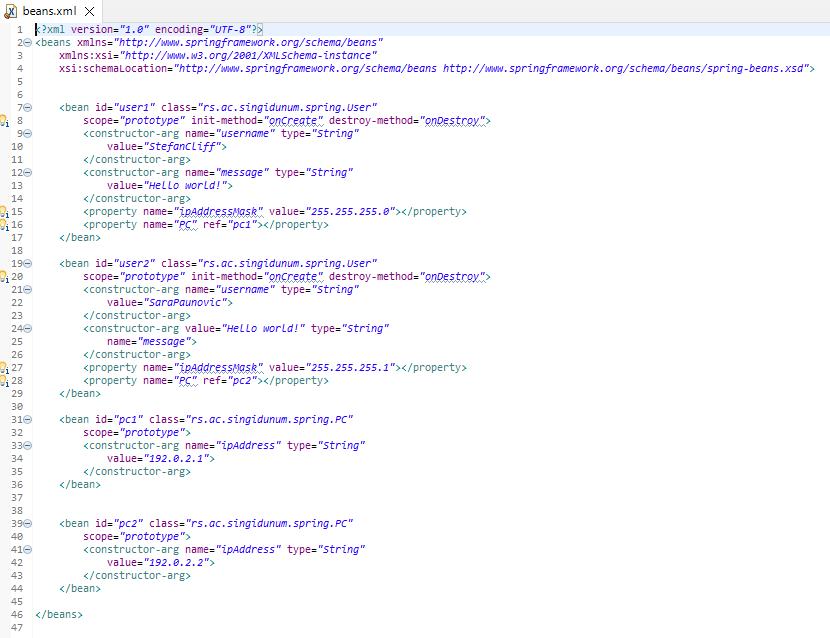 beans.xml
1 <?xml version="1.0" encoding="UTF-8"?>
2 <beans xmlns="http://www.springframework.org/schema/beans"
3     xmlns:xsi="http://www.w3.org/2001/XMLSchema-instance"
4     xsi:schemaLocation="http://www.springframework.org/schema/beans http://www.springframework.org/schema/beans/spring-beans.xsd">
5
6
7     <bean id="user1" class="rs.ac.singidunum.spring.User"
8         scope="prototype" init-method="onCreate" destroy-method="onDestroy">
9         <constructor-arg name="username" type="String"
10             value="StefanCliff">
11         </constructor-arg>
12         <constructor-arg name="message" type="String"
13             value="Hello world!">
14         </constructor-arg>
15         <property name="ipAddressMask" value="255.255.255.0"></property>
16         <property name="PC" ref="pc1"></property>
17     </bean>
18
19     <bean id="user2" class="rs.ac.singidunum.spring.User"
20         scope="prototype" init-method="onCreate" destroy-method="onDestroy">
21         <constructor-arg name="username" type="String"
22             value="SaraPaunovic">
23         </constructor-arg>
24         <constructor-arg value="Hello world!" type="String"
25             name="message">
26         </constructor-arg>
27         <property name="ipAddressMask" value="255.255.255.1"></property>
28         <property name="PC" ref="pc2"></property>
29     </bean>
30
31     <bean id="pc1" class="rs.ac.singidunum.spring.PC"
32         scope="prototype">
33         <constructor-arg name="ipAddress" type="String"
34             value="192.0.2.1">
35         </constructor-arg>
36     </bean>
37
38
39     <bean id="pc2" class="rs.ac.singidunum.spring.PC"
40         scope="prototype">
41         <constructor-arg name="ipAddress" type="String"
42             value="192.0.2.2">
43         </constructor-arg>
44     </bean>
45
46 </beans>
47